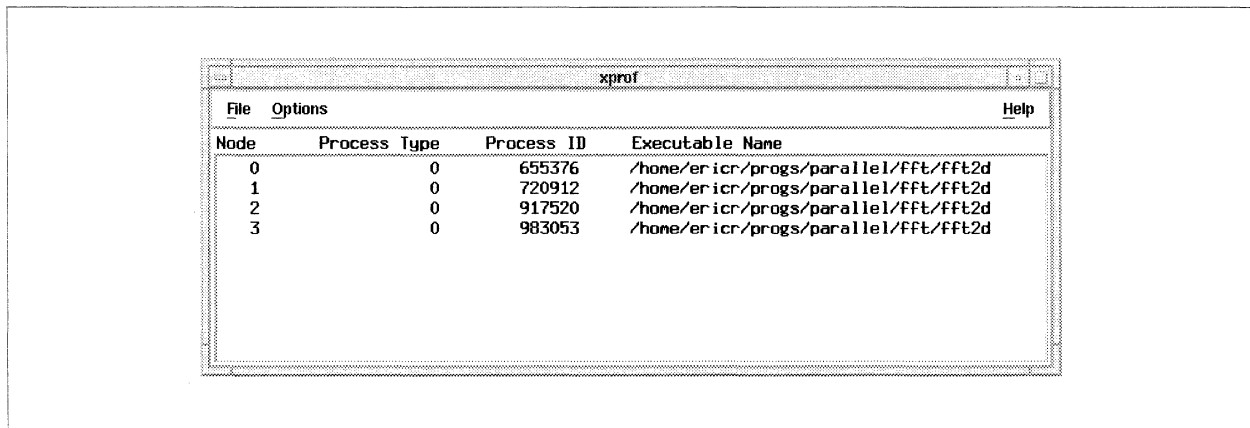 xprof
File Options Help
Node Process Type Process ID Executable Name
0 0 655376 /home/ericr/progs/parallel/fft/fft2d
1 0 720912 /home/ericr/progs/parallel/fft/fft2d
2 0 917520 /home/ericr/progs/parallel/fft/fft2d
3 0 983053 /home/ericr/progs/parallel/fft/fft2d